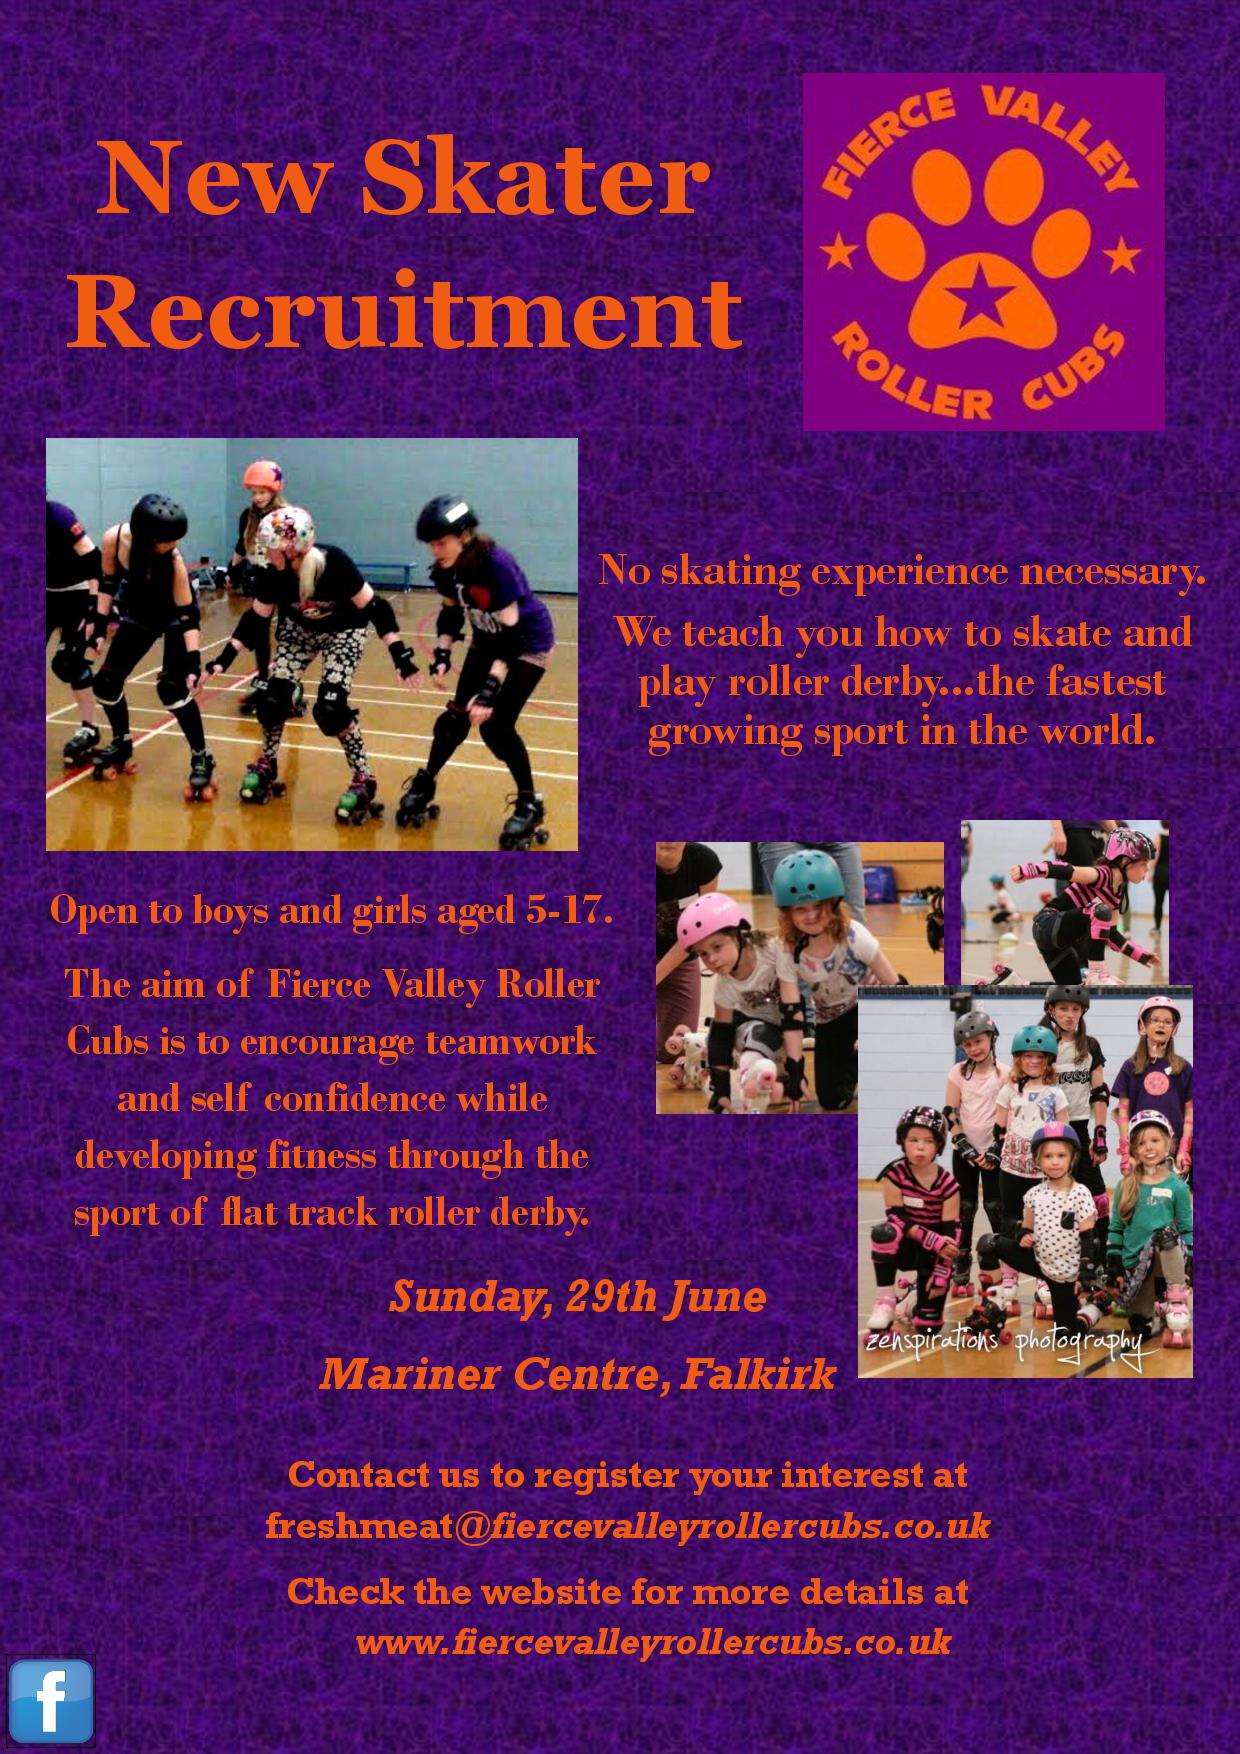 New Skater
Recruitment
FIERCE VALLEY
ROLLER CUBS
No skating experience necessary.
We teach you how to skate and
play roller derby...the fastest
growing sport in the world.
Open to boys and girls aged 5-17.
The aim of Fierce Valley Roller
Cubs is to encourage teamwork
and self confidence while
developing fitness through the
sport of flat track roller derby.
zenspirations photography
Sunday, 29th June
Mariner Centre, Falkirk
Contact us to register your interest at
freshmeat@fiercevalleyrollercubs.co.uk
Check the website for more details at
www.fiercevalleyrollercubs.co.uk
f